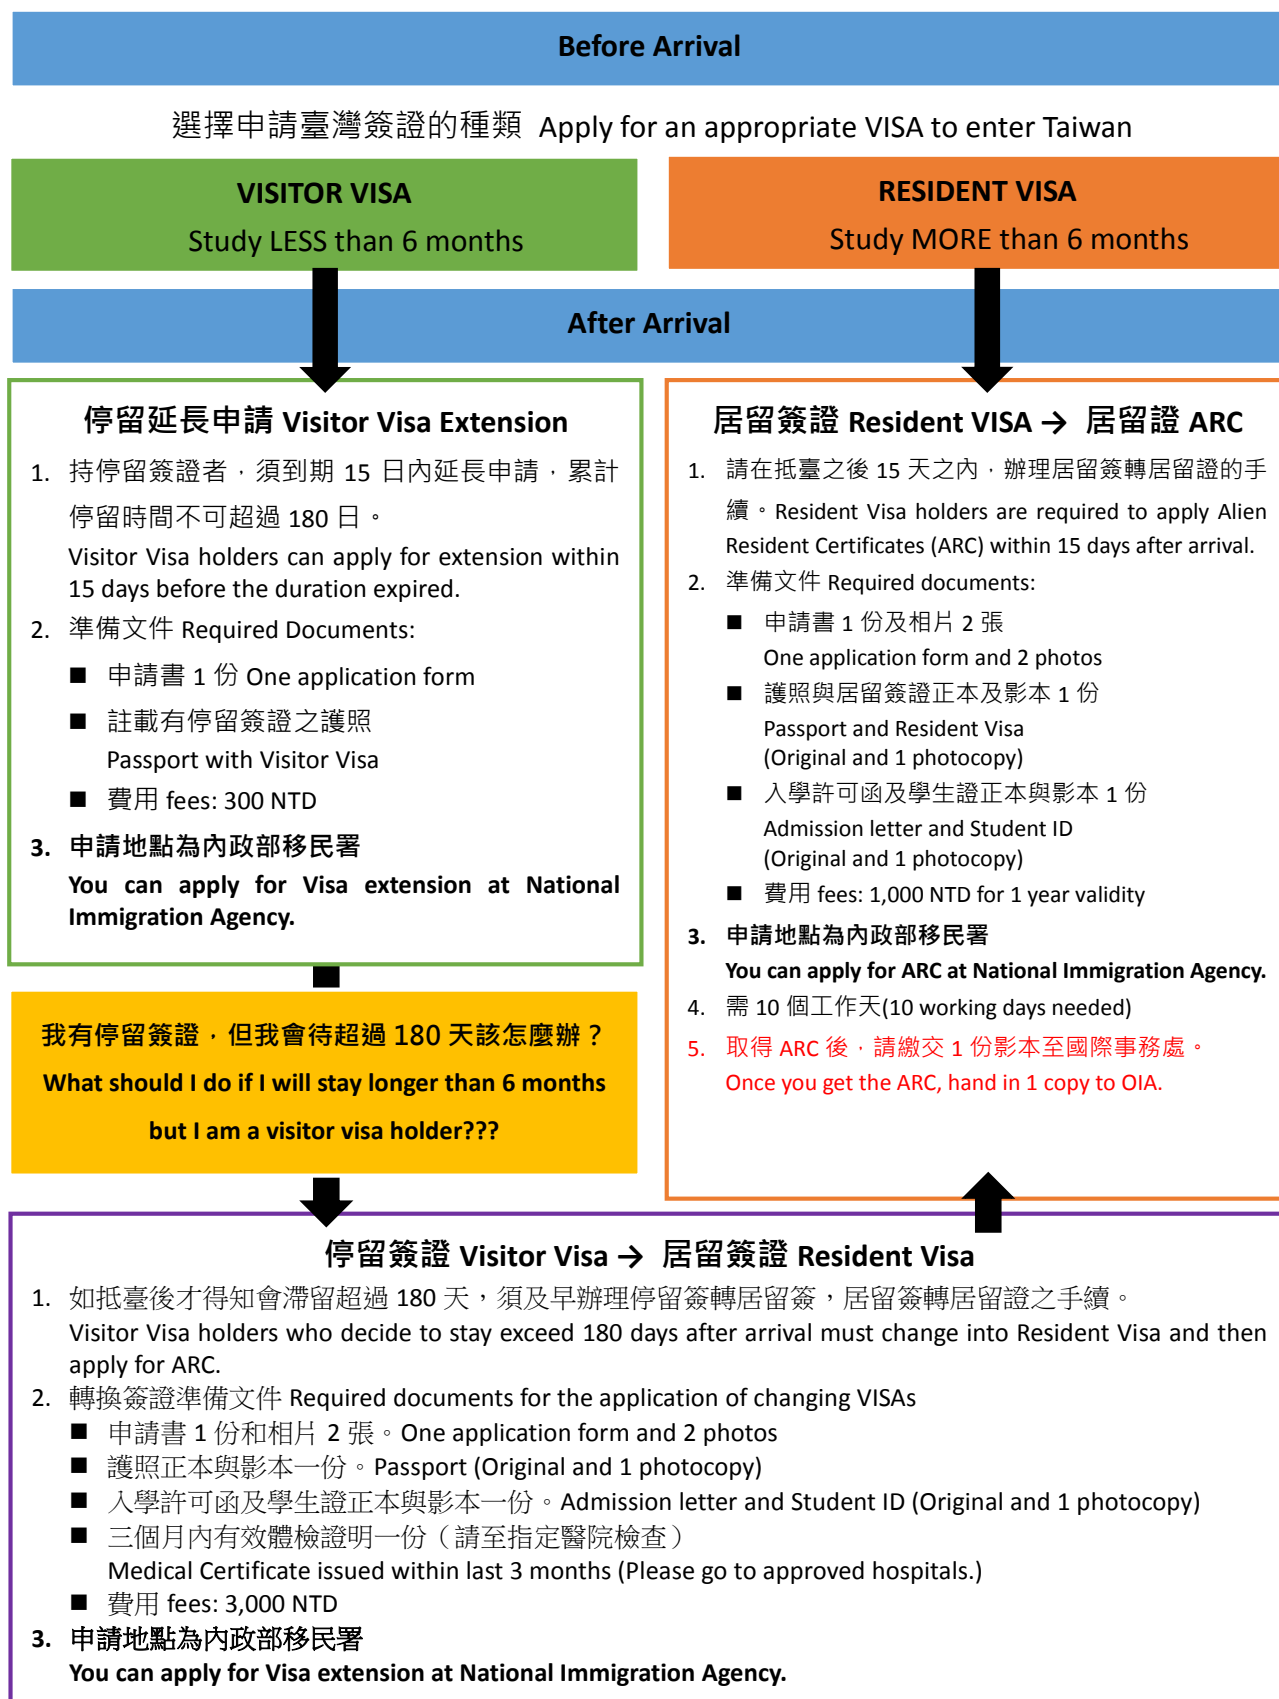 Before Arrival
選擇申請臺灣簽證的種類 Apply for an appropriate VISA to enter Taiwan
VISITOR VISA
Study LESS than 6 months
RESIDENT VISA
Study MORE than 6 months
After Arrival
停留延長申請 Visitor Visa Extension
1. 持停留簽證者，須到期 15 日內延長申請，累計
停留時間不可超過 180 日。
Visitor Visa holders can apply for extension within
15 days before the duration expired.
2. 準備文件 Required Documents:
■ 申請書 1 份 One application form
■ 註載有停留簽證之護照
Passport with Visitor Visa
■ 費用 fees: 300 NTD
3. 申請地點為內政部移民署
You can apply for Visa extension at National
Immigration Agency.
我有停留簽證，但我會待超過 180 天該怎麼辦？
What should I do if I will stay longer than 6 months
but I am a visitor visa holder???
居留簽證 Resident VISA → 居留證 ARC
1. 請在抵臺之後 15 天之內，辦理居留簽轉居留證的手
續。Resident Visa holders are required to apply Alien
Resident Certificates (ARC) within 15 days after arrival.
2. 準備文件 Required documents:
■ 申請書 1 份及相片 2 張
One application form and 2 photos
■ 護照與居留簽證正本及影本 1 份
Passport and Resident Visa
(Original and 1 photocopy)
■ 入學許可函及學生證正本與影本 1 份
Admission letter and Student ID
(Original and 1 photocopy)
■ 費用 fees: 1,000 NTD for 1 year validity
3. 申請地點為內政部移民署
You can apply for ARC at National Immigration Agency.
4. 需 10 個工作天(10 working days needed)
5. 取得 ARC 後，請繳交 1 份影本至國際事務處。
Once you get the ARC, hand in 1 copy to OIA.
停留簽證 Visitor Visa → 居留簽證 Resident Visa
1. 如抵臺後才得知會滯留超過 180 天，須及早辦理停留簽轉居留簽，居留簽轉居留證之手續。
Visitor Visa holders who decide to stay exceed 180 days after arrival must change into Resident Visa and then
apply for ARC.
2. 轉換簽證準備文件 Required documents for the application of changing VISAs
■ 申請書 1 份和相片 2 張。One application form and 2 photos
■ 護照正本與影本一份。Passport (Original and 1 photocopy)
■ 入學許可函及學生證正本與影本一份。Admission letter and Student ID (Original and 1 photocopy)
■ 三個月內有效體檢證明一份（請至指定醫院檢查）
Medical Certificate issued within last 3 months (Please go to approved hospitals.)
■ 費用 fees: 3,000 NTD
3. 申請地點為內政部移民署
You can apply for Visa extension at National Immigration Agency.